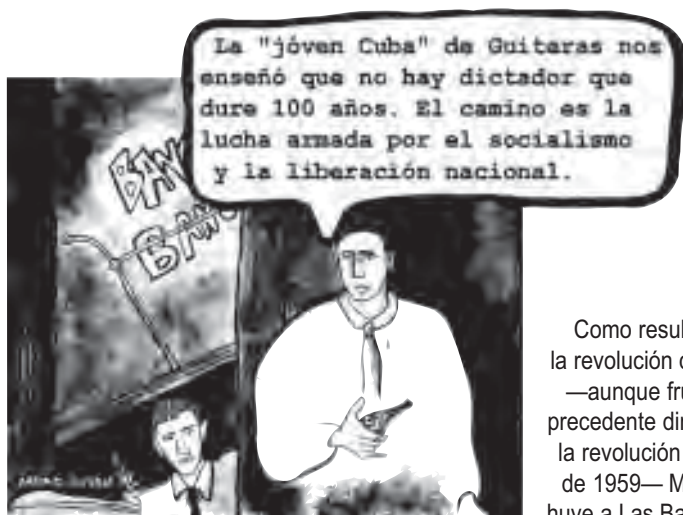 La "jóven Cuba" de Guiteras nos
enseñó que no hay dictador que
dure 100 años. El camino es la
lucha armada por el socialismo
y la liberación nacional.
BANG
BANG
Como resul
la revolución
—aunque fru
precedente dir
la revolución
de 1959— M
huye a Las Ba